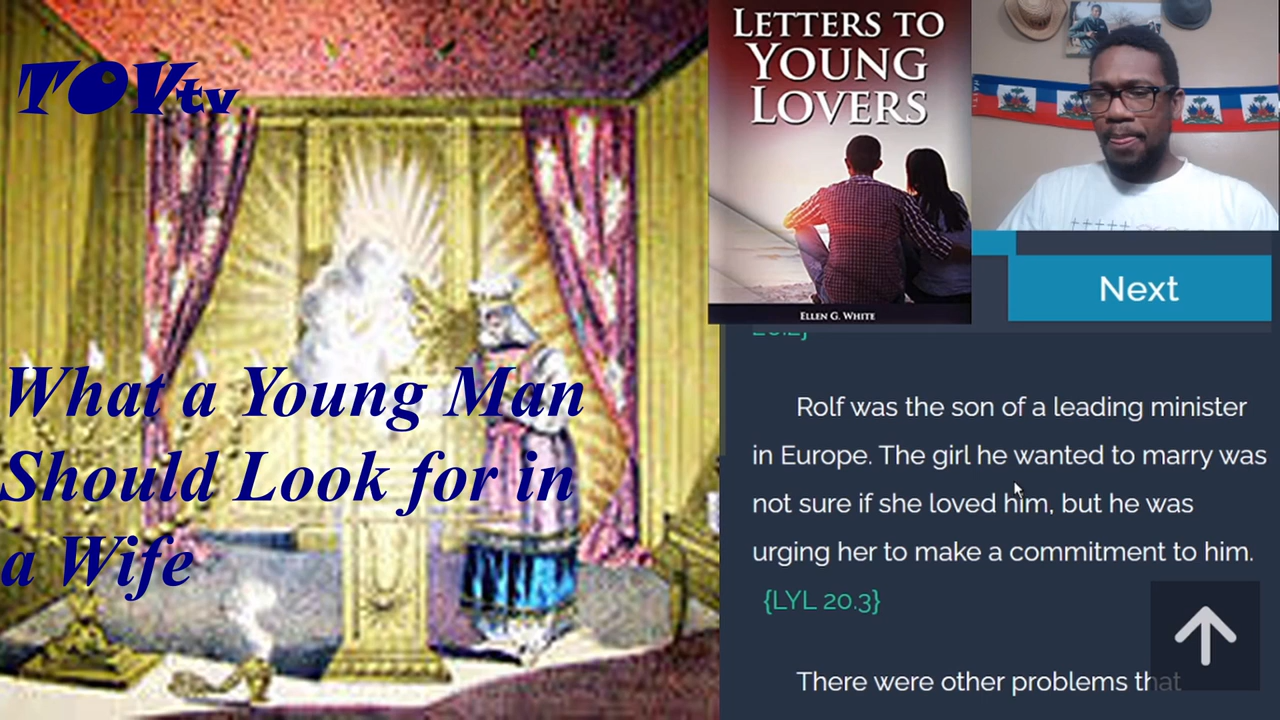 TOVtv
What a Young Man
Should Look for in
a Wife
LETTERS TO
YOUNG
LOVERS
ELLEN G. WHITE
HAITI
Next
Rolf was the son of a leading minister
in Europe. The girl he wanted to marry was
not sure if she loved him, but he was
urging her to make a commitment to him.
{LYL 20.3}
There were other problems that